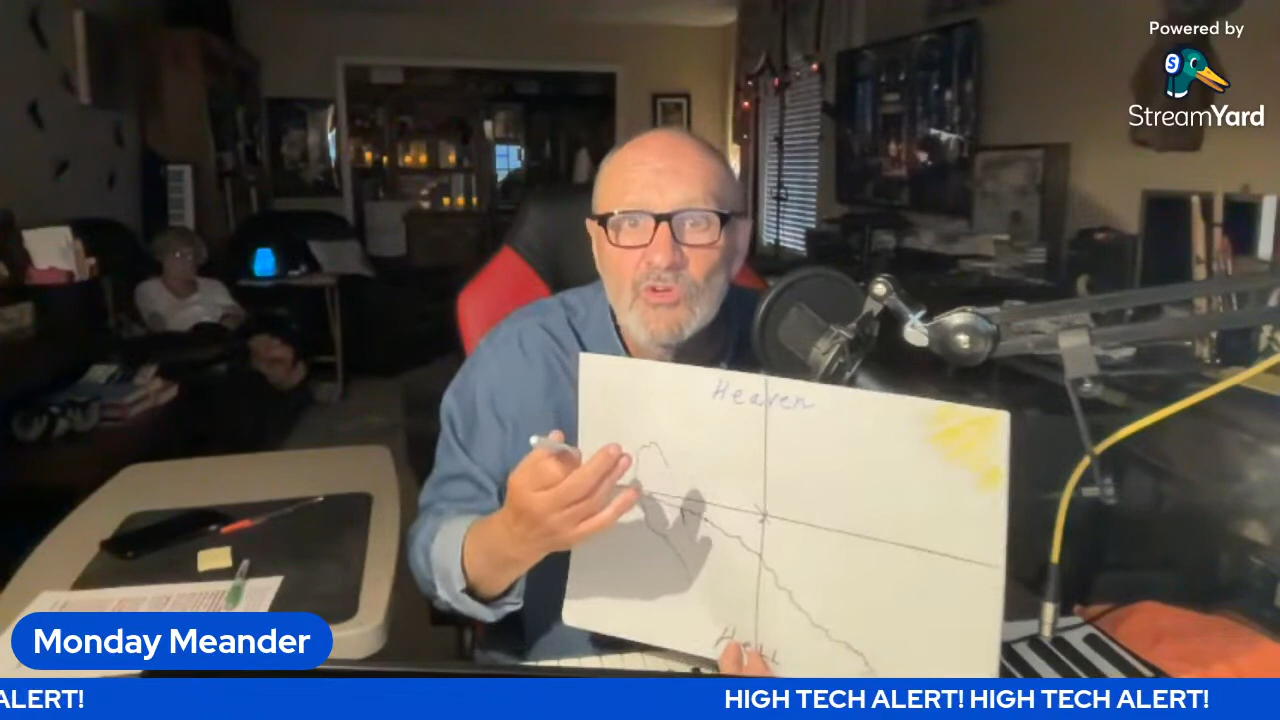 Powered by
S
StreamYard
Heaven
Hell
Monday Meander
ALERT!
HIGH TECH ALERT! HIGH TECH ALERT!